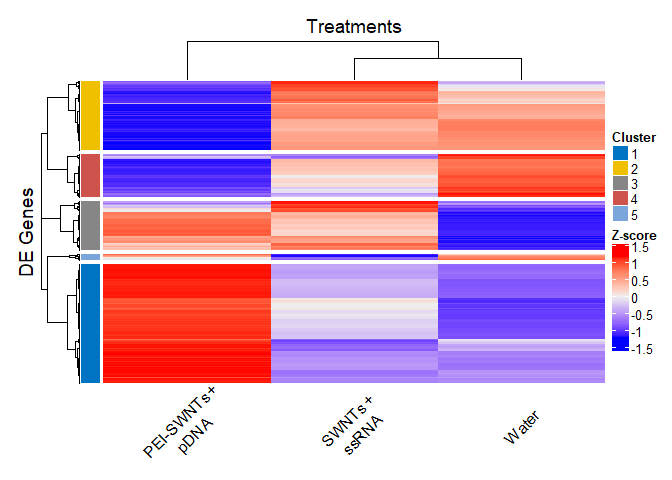 Treatments
DE Genes
Cluster
1
2
3
4
5
Z-score
1.5
1
0.5
0
-0.5
-1
-1.5
PEI-SWNTs+
pDNA
SWNTs+
ssRNA
Water